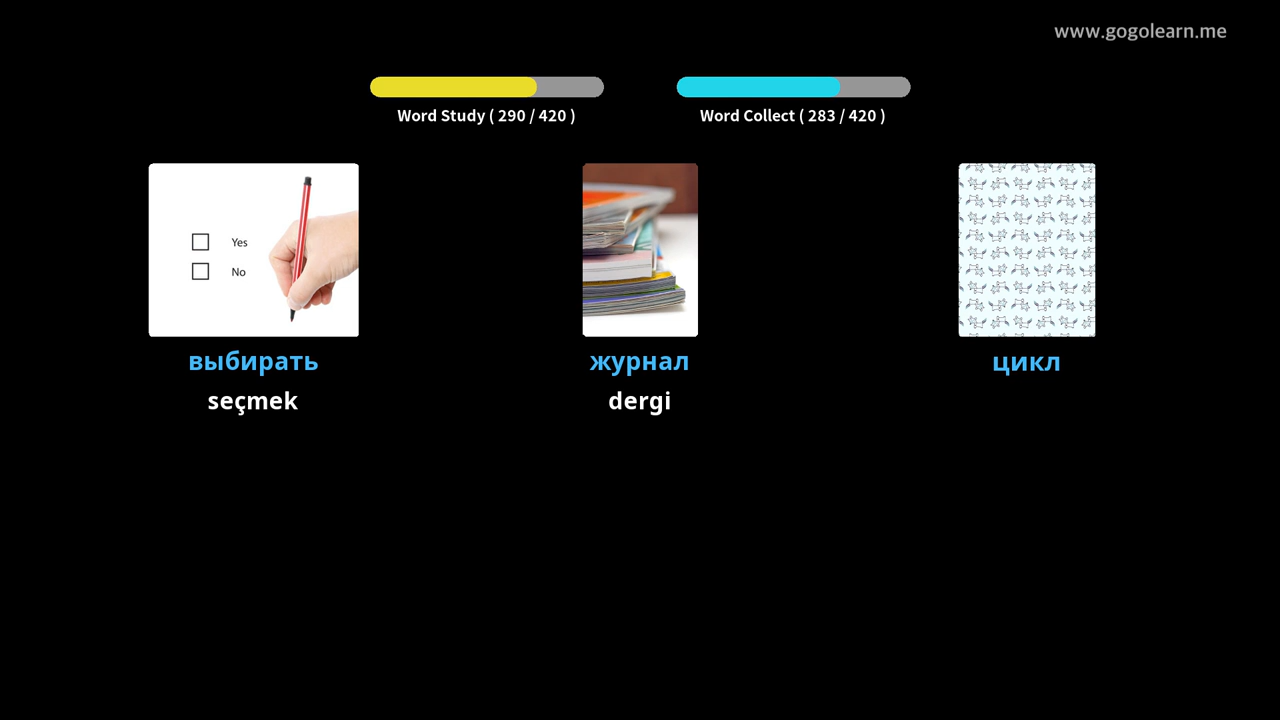 www.gogolearn.me
Word Study ( 290 / 420 )
Word Collect ( 283 / 420 )
Yes
No
выбирать
журнал
цикл
seçmek
dergi